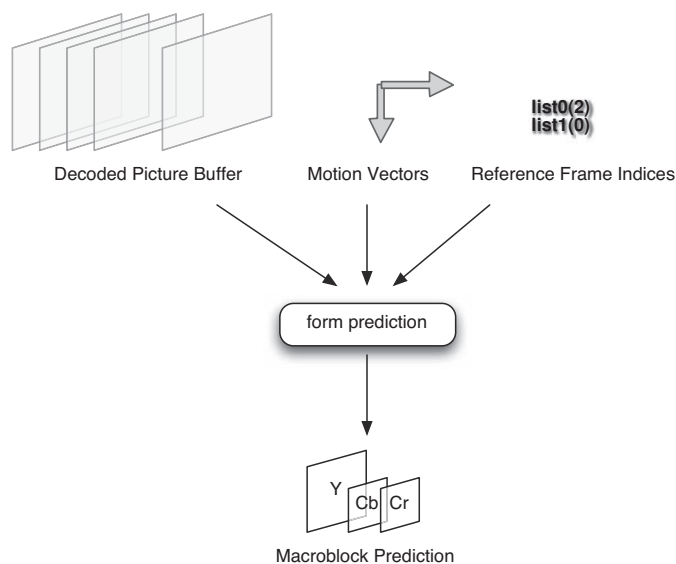 list0(2)
list1(0)
Decoded Picture Buffer
Motion Vectors
Reference Frame Indices
form prediction
Y
Cb
Cr
Macroblock Prediction